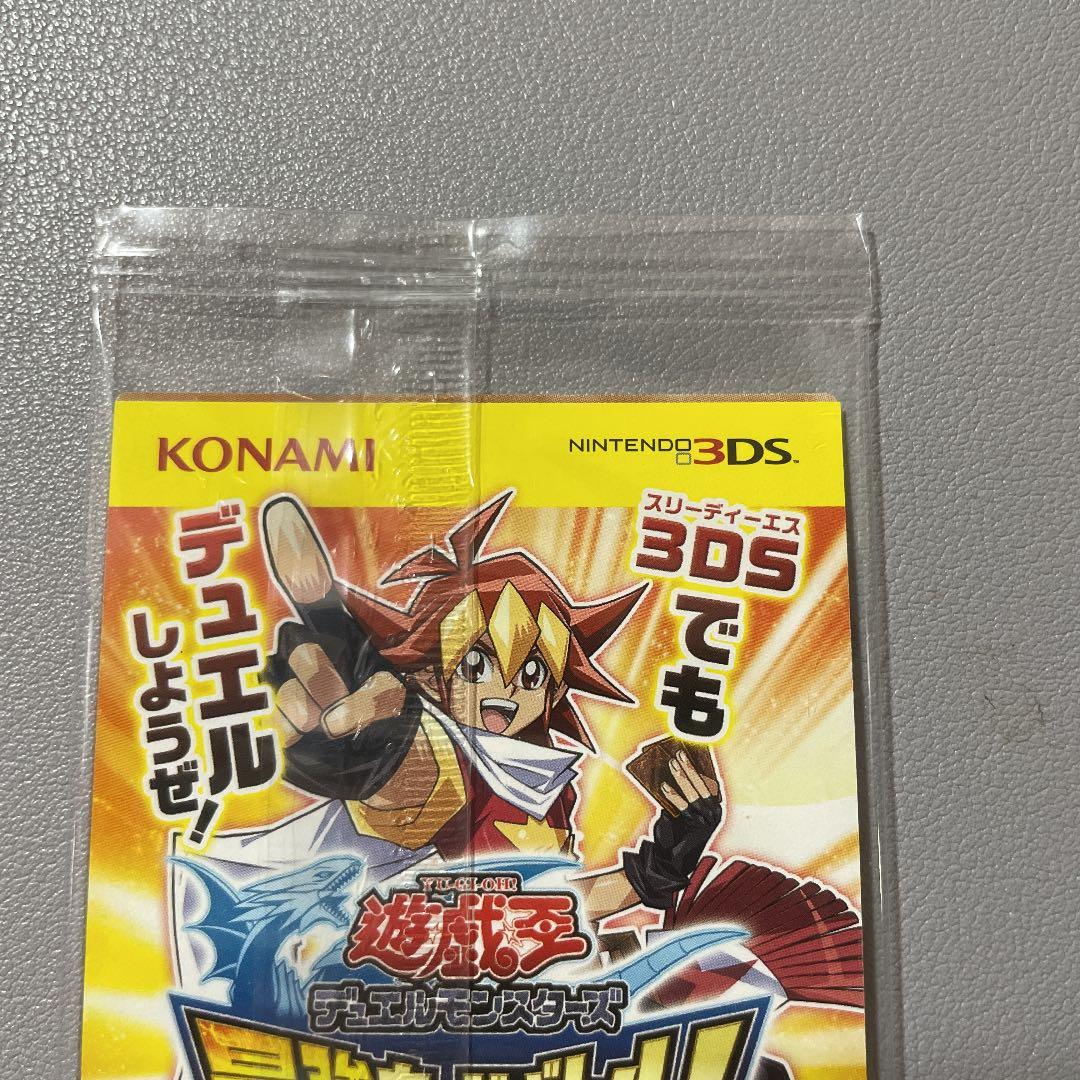 KONAMI
NINTENDO 3DS™
スリーディーエス
3DSでも
デュエル
しようぜ!
YU-GI-OH!
遊戯王
デュエルモンスターズ